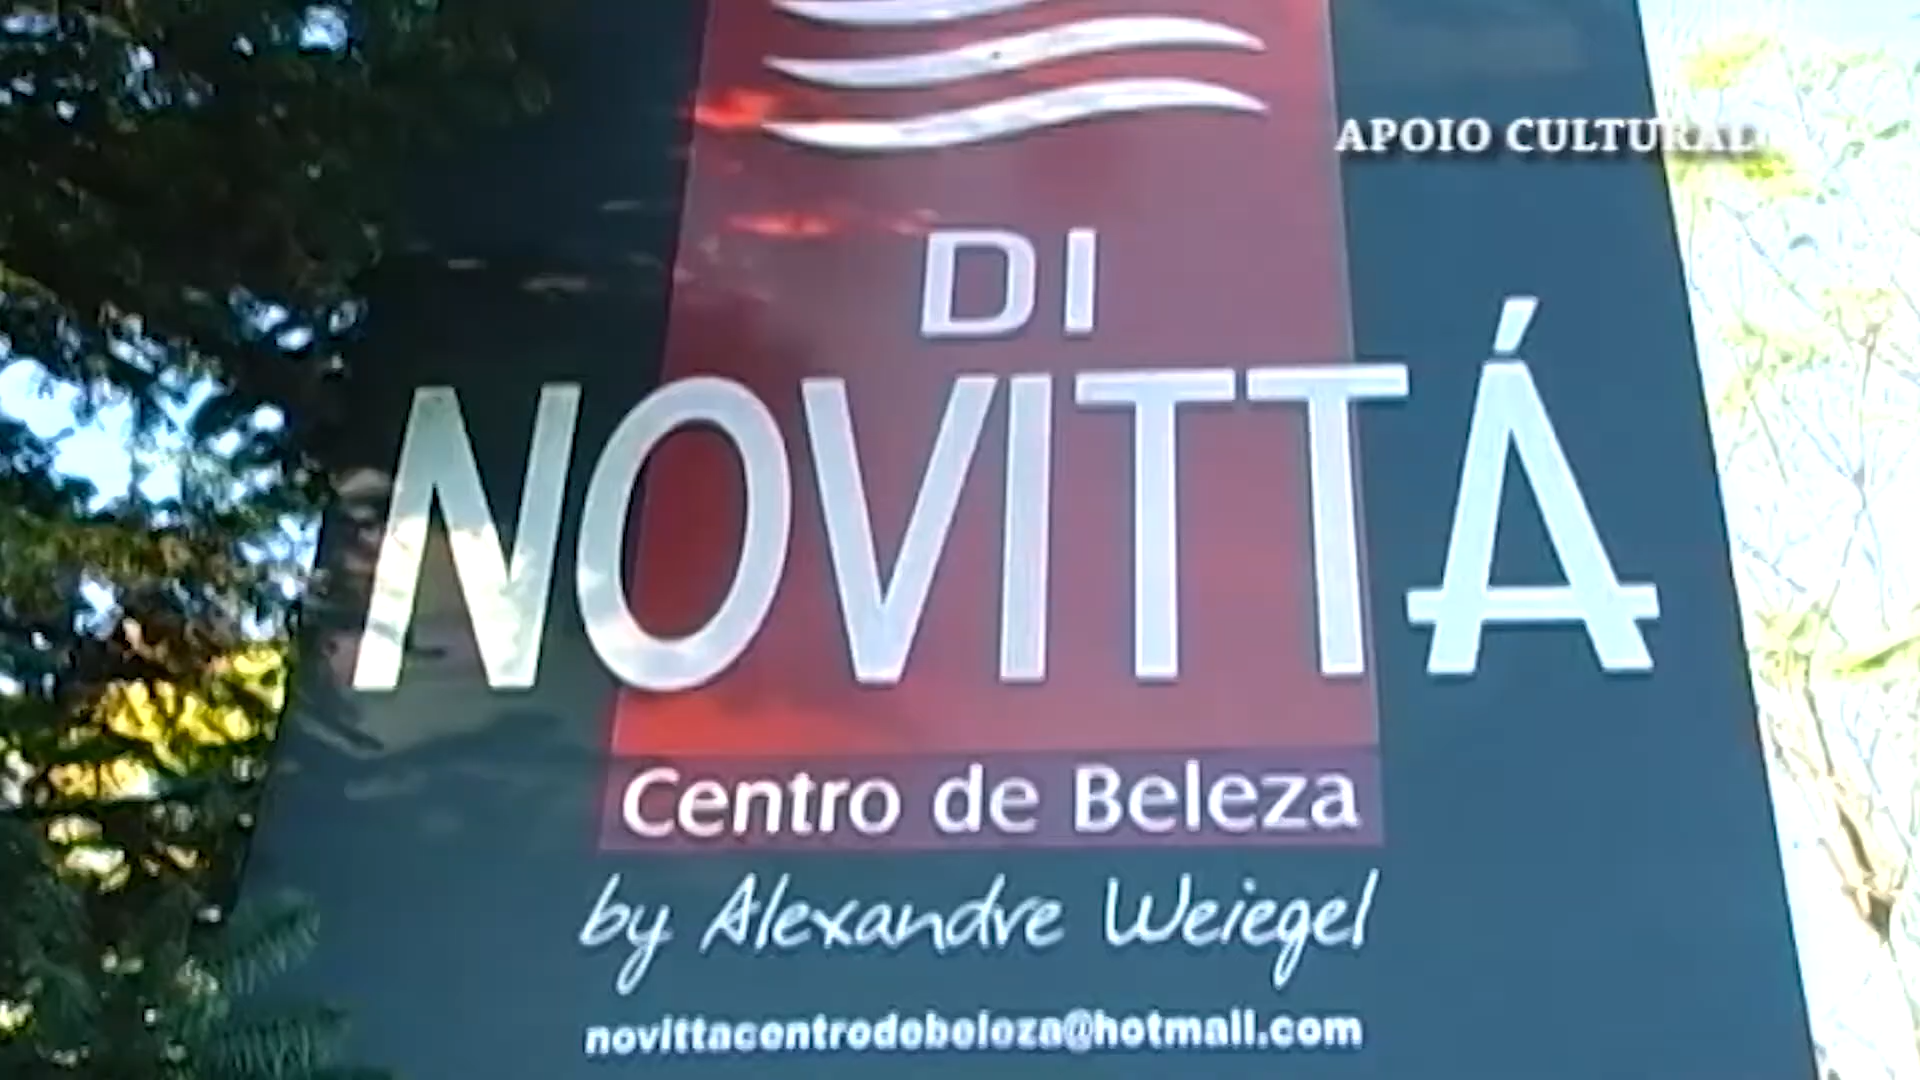 APOIO CULTURAL
DI
NOVITTÁ
Centro de Beleza
by Alexandre Weiegel
novittacentrodebeleza@hotmail.com